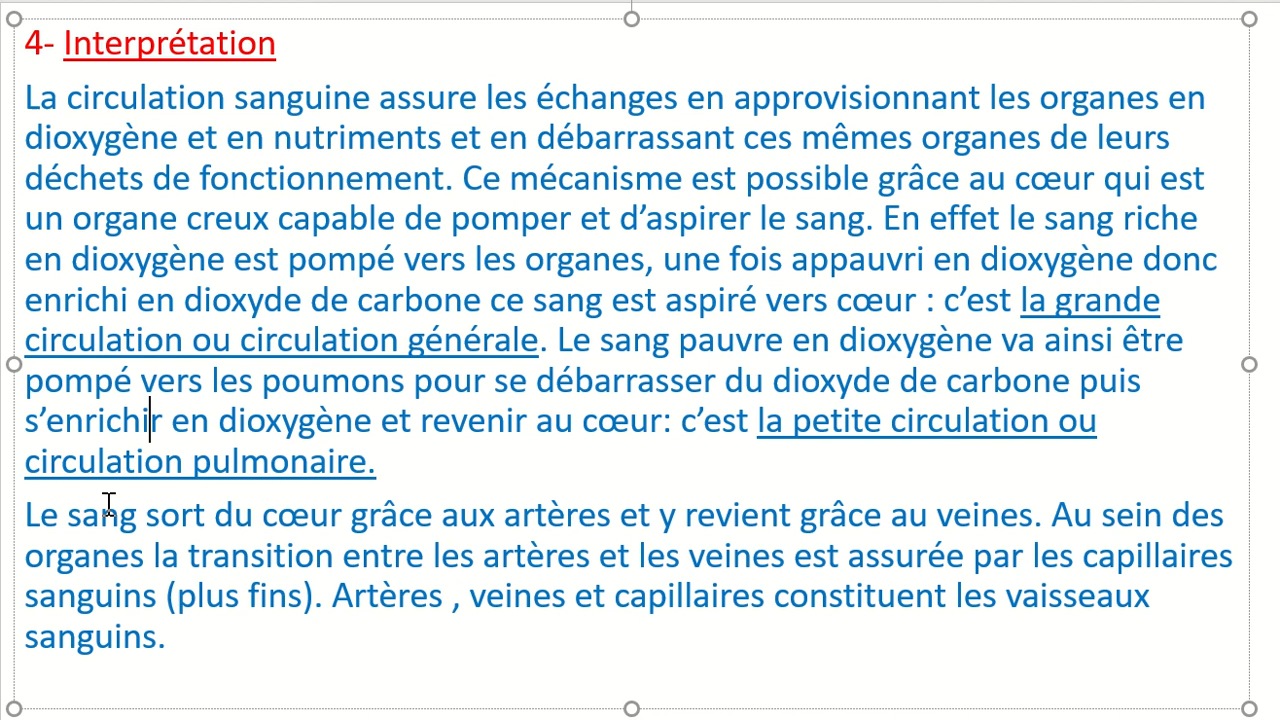 4- Interprétation
La circulation sanguine assure les échanges en approvisionnant les organes en
dioxygène et en nutriments et en débarrassant ces mêmes organes de leurs
déchets de fonctionnement. Ce mécanisme est possible grâce au cœur qui est
un organe creux capable de pomper et d’aspirer le sang. En effet le sang riche
en dioxygène est pompé vers les organes, une fois appauvri en dioxygène donc
enrichi en dioxyde de carbone ce sang est aspiré vers cœur : c’est la grande
circulation ou circulation générale. Le sang pauvre en dioxygène va ainsi être
pompé vers les poumons pour se débarrasser du dioxyde de carbone puis
s’enrichir en dioxygène et revenir au cœur: c’est la petite circulation ou
circulation pulmonaire.
Le sang sort du cœur grâce aux artères et y revient grâce au veines. Au sein des
organes la transition entre les artères et les veines est assurée par les capillaires
sanguins (plus fins). Artères , veines et capillaires constituent les vaisseaux
sanguins.